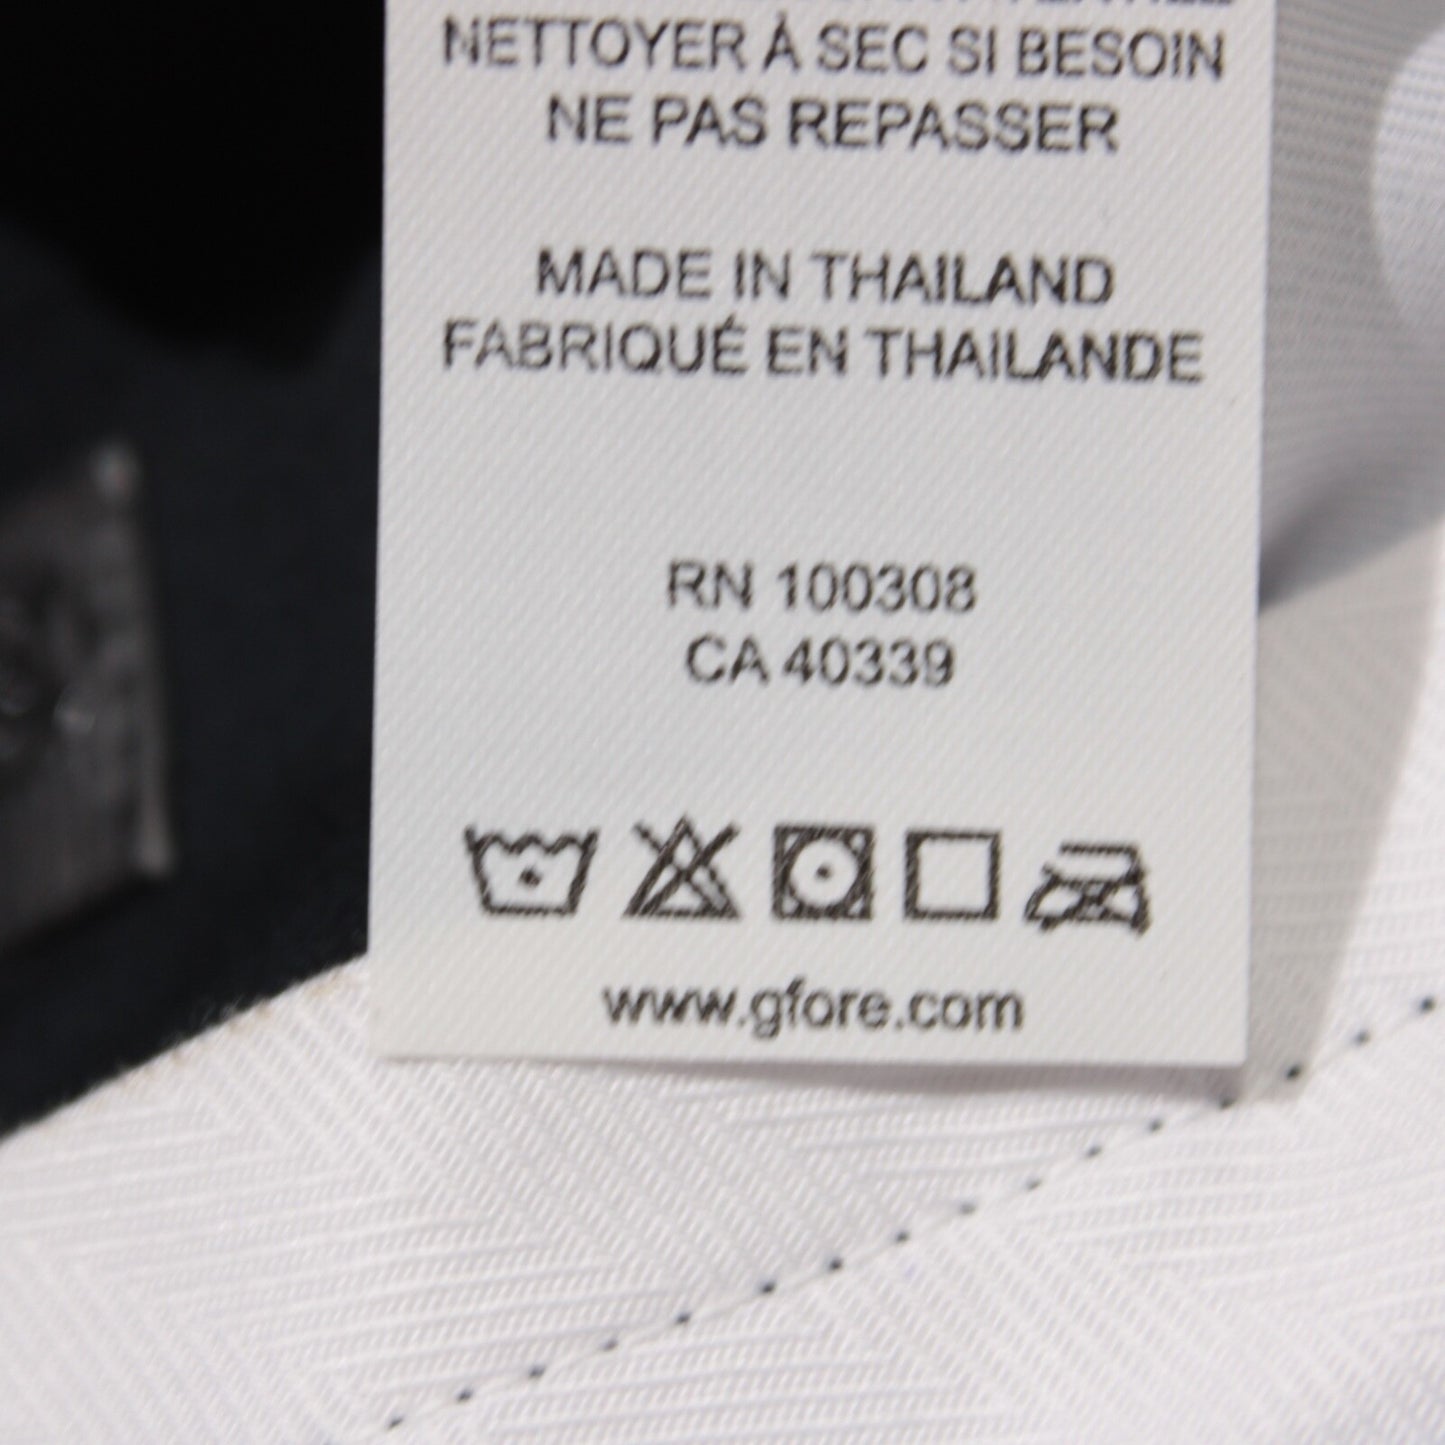 NETTOYER À SEC SI BESOIN
NE PAS REPASSER
MADE IN THAILAND
FABRIQUÉ EN THAILANDE
RN 100308
CA 40339
www.gfore.com